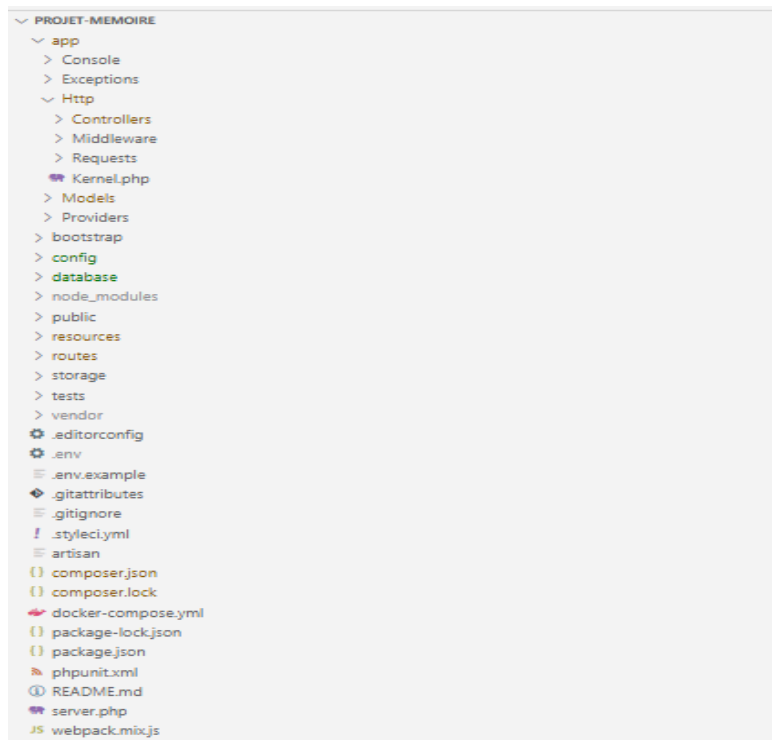 PROJET-MEMOIRE
app
Console
Exceptions
Http
Controllers
Middleware
Requests
Kernel.php
Models
Providers
bootstrap
config
database
node_modules
public
resources
routes
storage
tests
vendor
.editorconfig
.env
.env.example
.gitattributes
.gitignore
! .styleci.yml
artisan
{} composer.json
{} composer.lock
docker-compose.yml
{} package-lock.json
{} package.json
phpunit.xml
README.md
server.php
JS webpack.mix.js